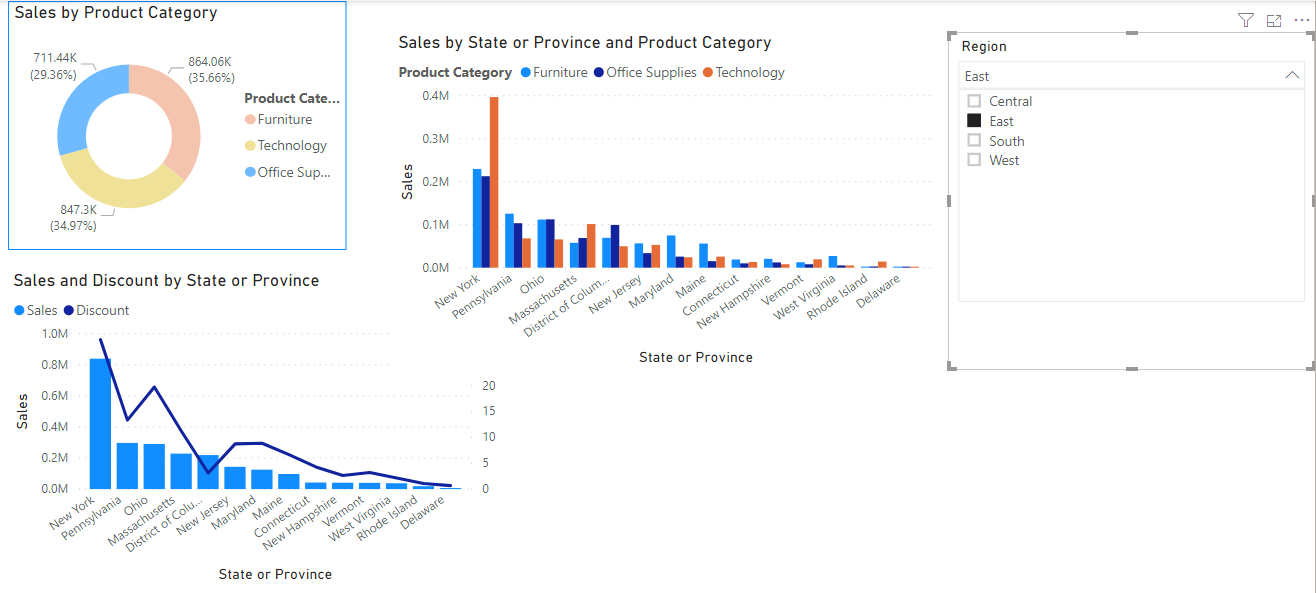 Sales by Product Category
711.44K
(29.36%)
864.06K
(35.66%)
847.3K
(34.97%)
Product Cate...
Furniture
Technology
Office Sup...
Sales by State or Province and Product Category
Product Category Furniture Office Supplies Technology
0.4M
0.3M
0.2M
0.1M
0.0M
Sales
New York
Pennsylvania
Ohio
Massachusetts
District of Colum...
New Jersey
Maryland
Maine
Connecticut
New Hampshire
Vermont
West Virginia
Rhode Island
Delaware
State or Province
Region
East
Central
East
South
West
Sales and Discount by State or Province
Sales Discount
1.0M
0.8M
0.6M
0.4M
0.2M
0.0M
Sales
20
15
10
5
0
New York
Pennsylvania
Ohio
Massachusetts
District of Colu...
New Jersey
Maryland
Maine
Connecticut
New Hampshire
Vermont
West Virginia
Rhode Island
Delaware
State or Province